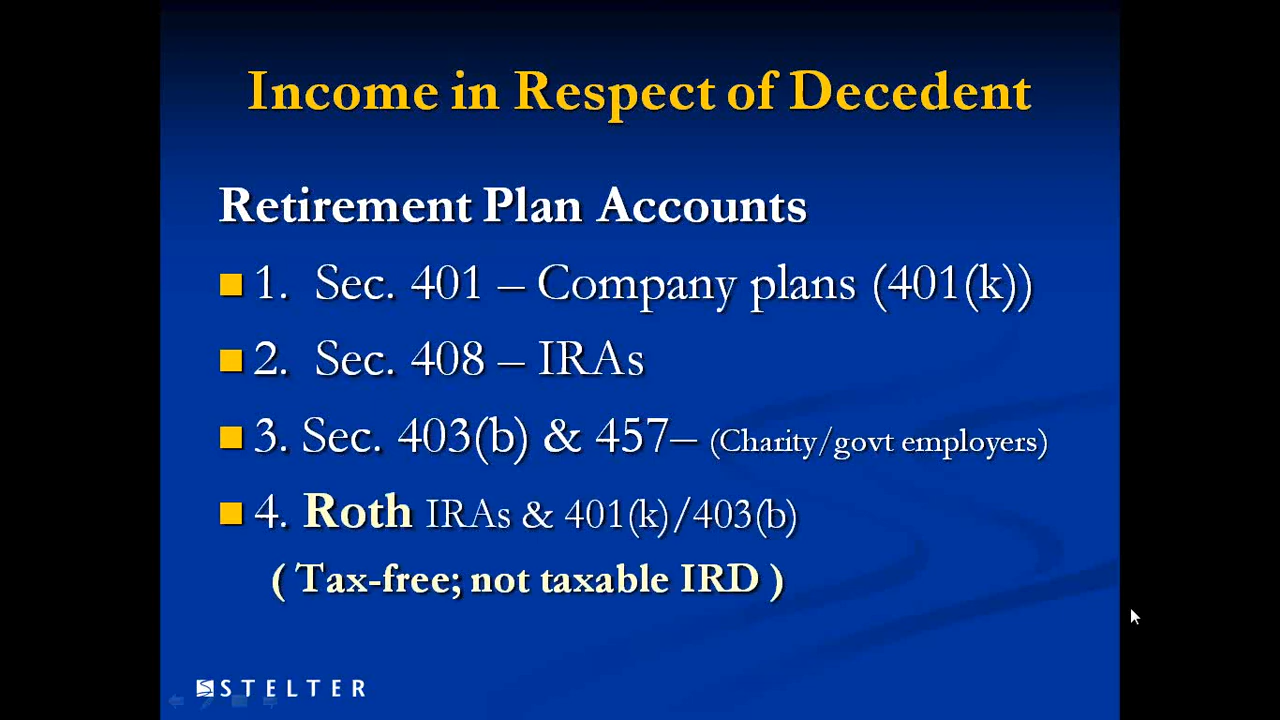 Income in Respect of Decedent
Retirement Plan Accounts
1. Sec. 401 – Company plans (401(k))
2. Sec. 408 – IRAs
3. Sec. 403(b) & 457– (Charity/govt employers)
4. Roth IRAs & 401(k)/403(b)
( Tax-free; not taxable IRD )
STELTER